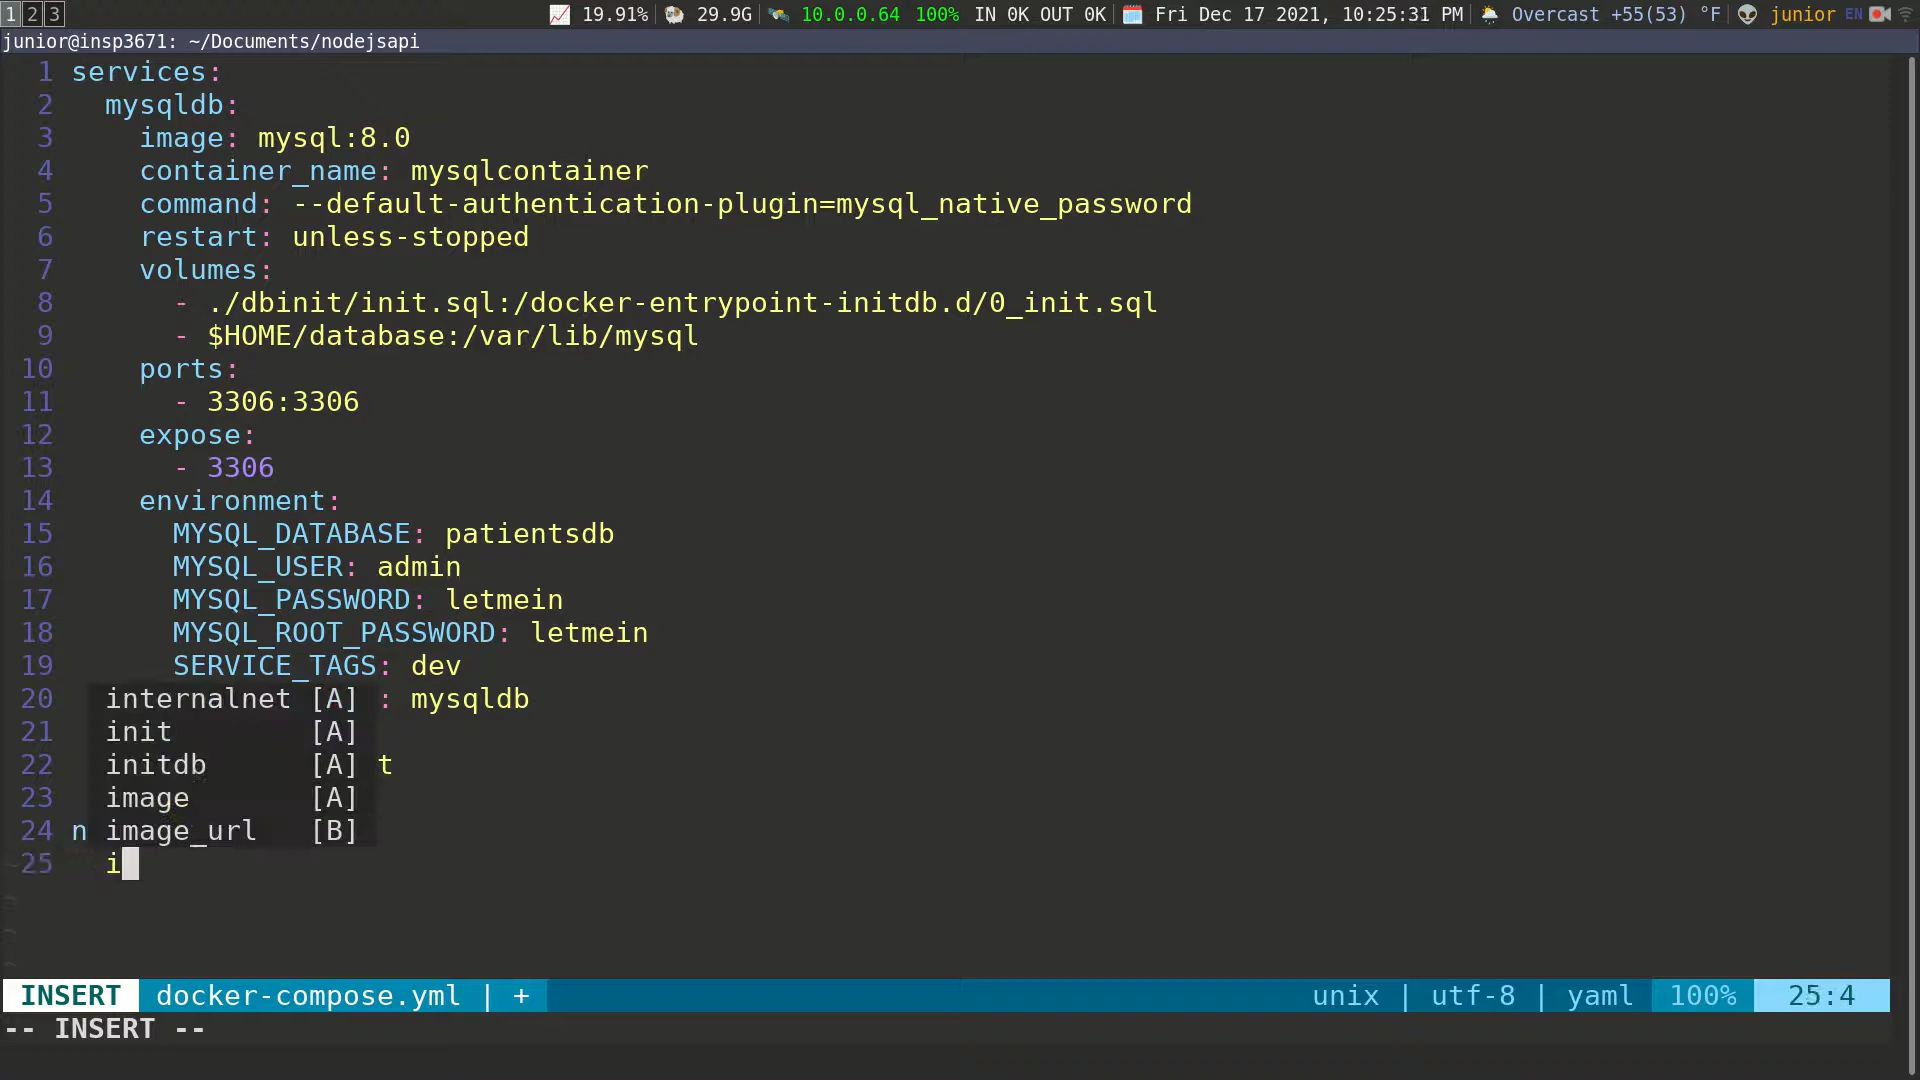 1 2 3 19.91% 29.9G 10.0.0.64 100% IN 0K OUT 0K Fri Dec 17 2021, 10:25:31 PM Overcast +55(53) °F junior EN
junior@insp3671: ~/Documents/nodejsapi
1 services:
2   mysqldb:
3     image: mysql:8.0
4     container_name: mysqlcontainer
5     command: --default-authentication-plugin=mysql_native_password
6     restart: unless-stopped
7     volumes:
8       - ./dbinit/init.sql:/docker-entrypoint-initdb.d/0_init.sql
9       - $HOME/database:/var/lib/mysql
10     ports:
11       - 3306:3306
12     expose:
13       - 3306
14     environment:
15       MYSQL_DATABASE: patientsdb
16       MYSQL_USER: admin
17       MYSQL_PASSWORD: letmein
18       MYSQL_ROOT_PASSWORD: letmein
19       SERVICE_TAGS: dev
20   internalnet [A] : mysqldb
21   init [A]
22   initdb [A] t
23   image [A]
24 n image_url [B]
25   i
INSERT docker-compose.yml | + unix | utf-8 | yaml 100% 25:4
-- INSERT --